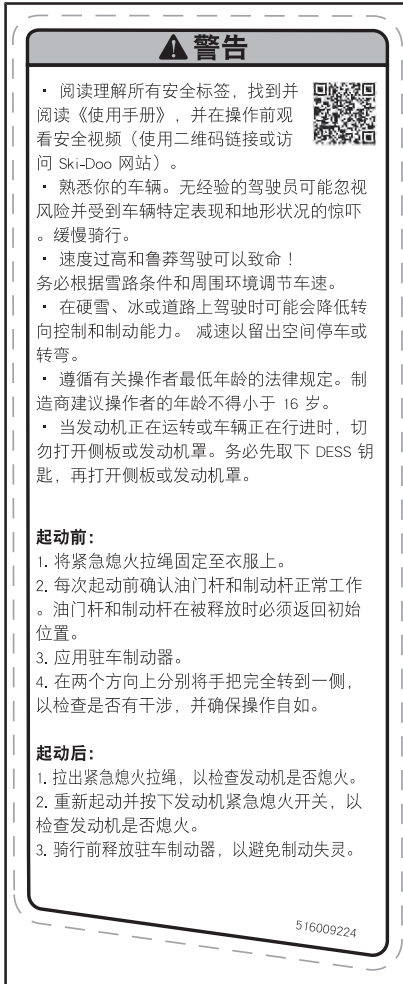 警告
· 阅读理解所有安全标签，找到并
阅读《使用手册》，并在操作前观
看安全视频（使用二维码链接或访
问 Ski-Doo 网站）。
· 熟悉你的车辆。无经验的驾驶员可能忽视
风险并受到车辆特定表现和地形状况的惊吓
。缓慢骑行。
· 速度过高和鲁莽驾驶可以致命！
务必根据雪路条件和周围环境调节车速。
· 在硬雪、冰或道路上驾驶时可能会降低转
向控制和制动能力。 减速以留出空间停车或
转弯。
· 遵循有关操作者最低年龄的法律规定。制
造商建议操作者的年龄不得小于 16 岁。
· 当发动机正在运转或车辆正在行进时，切
勿打开侧板或发动机罩。务必先取下 DESS 钥
匙，再打开侧板或发动机罩。
起动前：
1. 将紧急熄火拉绳固定至衣服上。
2. 每次起动前确认油门杆和制动杆正常工作
。油门杆和制动杆在被释放时必须返回初始
位置。
3. 应用驻车制动器。
4. 在两个方向上分别将手把完全转到一侧，
以检查是否有干涉，并确保操作自如。
起动后：
1. 拉出紧急熄火拉绳，以检查发动机是否熄火。
2. 重新起动并按下发动机紧急熄火开关，以
检查发动机是否熄火。
3. 骑行前释放驻车制动器，以避免制动失灵。
516009224